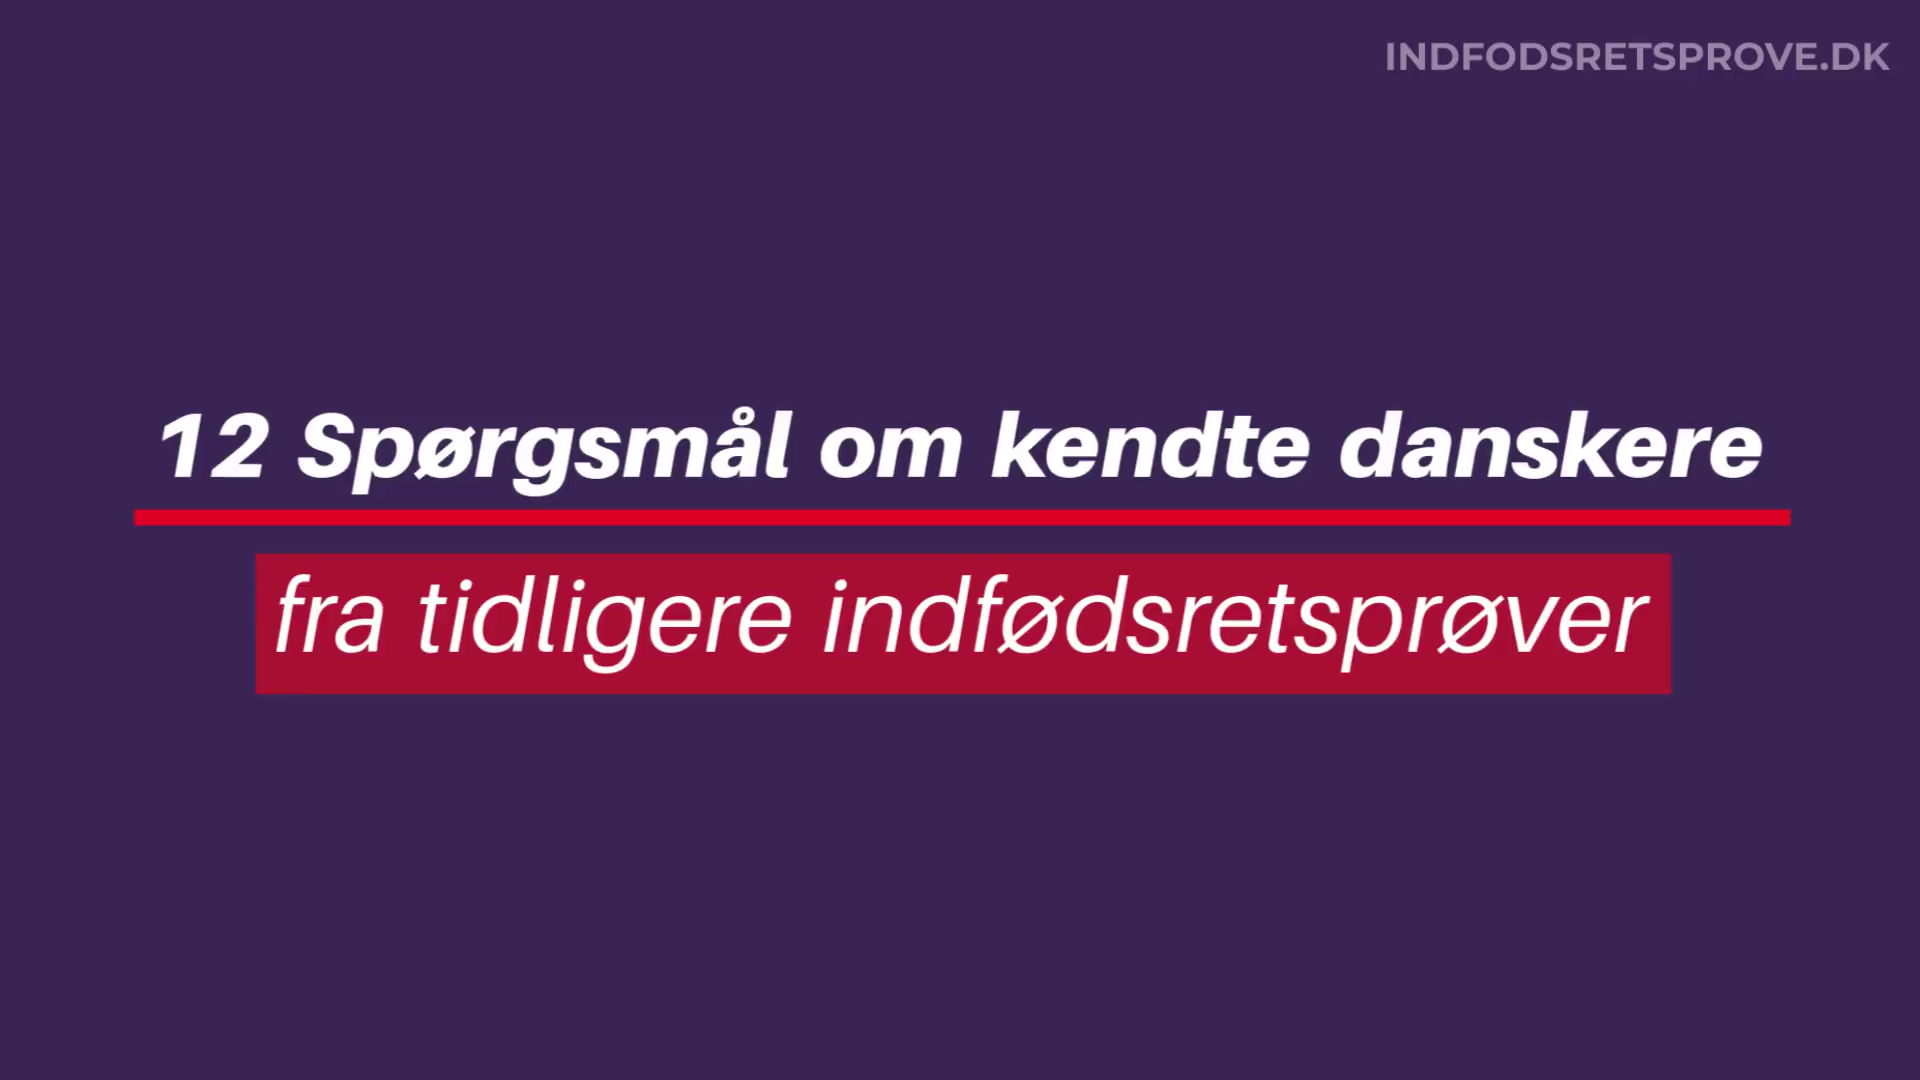 INDFODSRETSPROVE.DK
12 Spørgsmål om kendte danskere
fra tidligere indfødsretsprøver